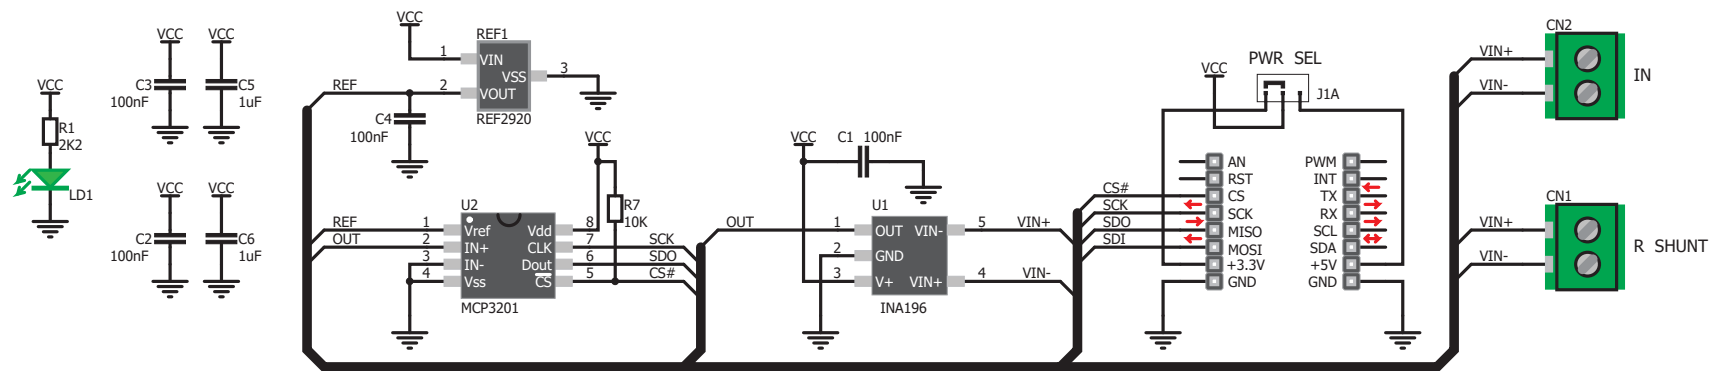 VCC
R1
2K2
LD1
VCC
C3
100nF
VCC
C5
1uF
VCC
C2
100nF
VCC
C6
1uF
VCC
REF1
1
VIN
VSS
3
REF
2
VOUT
REF2920
C4
100nF
VCC
R7
10K
U2
REF
1
Vref
Vdd
8
OUT
2
IN+
CLK
7
SCK
3
IN-
Dout
6
SDO
4
Vss
CS
5
CS#
MCP3201
VCC
C1
100nF
U1
OUT
1
OUT
VIN-
5
VIN+
2
GND
3
V+
VIN+
4
VIN-
INA196
PWR SEL
VCC
J1A
AN
PWM
RST
INT
CS#
CS
TX
SCK
SCK
RX
SDO
MISO
SCL
SDI
MOSI
SDA
+3.3V
+5V
GND
GND
CN2
VIN+
IN
VIN-
CN1
VIN+
R SHUNT
VIN-